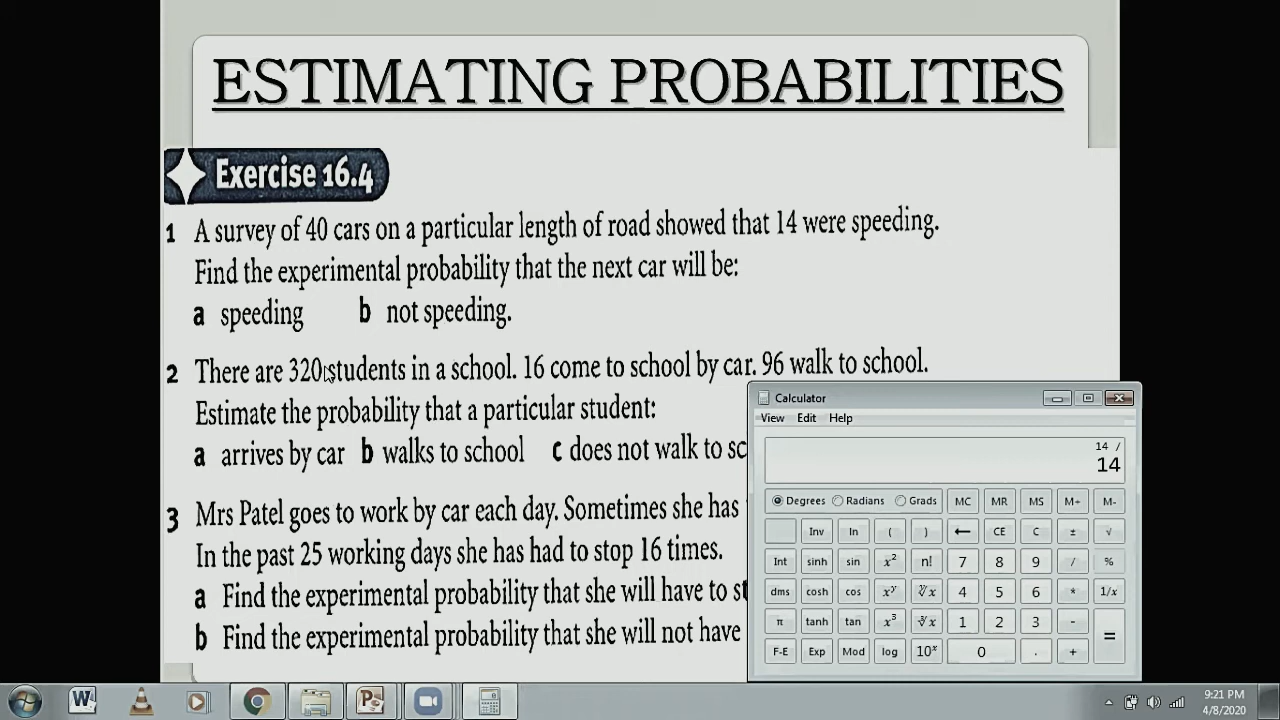 ESTIMATING PROBABILITIES
Exercise 16.4
1 A survey of 40 cars on a particular length of road showed that 14 were speeding.
Find the experimental probability that the next car will be:
a speeding b not speeding.
2 There are 320 students in a school. 16 come to school by car. 96 walk to school.
Estimate the probability that a particular student:
a arrives by car b walks to school c does not walk to sc
3 Mrs Patel goes to work by car each day. Sometimes she has
In the past 25 working days she has had to stop 16 times.
a Find the experimental probability that she will have to st
b Find the experimental probability that she will not have
Calculator
View Edit Help
14 /
14
Degrees Radians Grads MC MR MS M+ M-
Inv ln ( ) ← CE C ± √
Int sinh sin x² n! 7 8 9 / %
dms cosh cos xʸ ʸ√x 4 5 6 * 1/x
π tanh tan x³ ³√x 1 2 3 - =
F-E Exp Mod log 10ˣ 0 . +
9:21 PM
4/8/2020